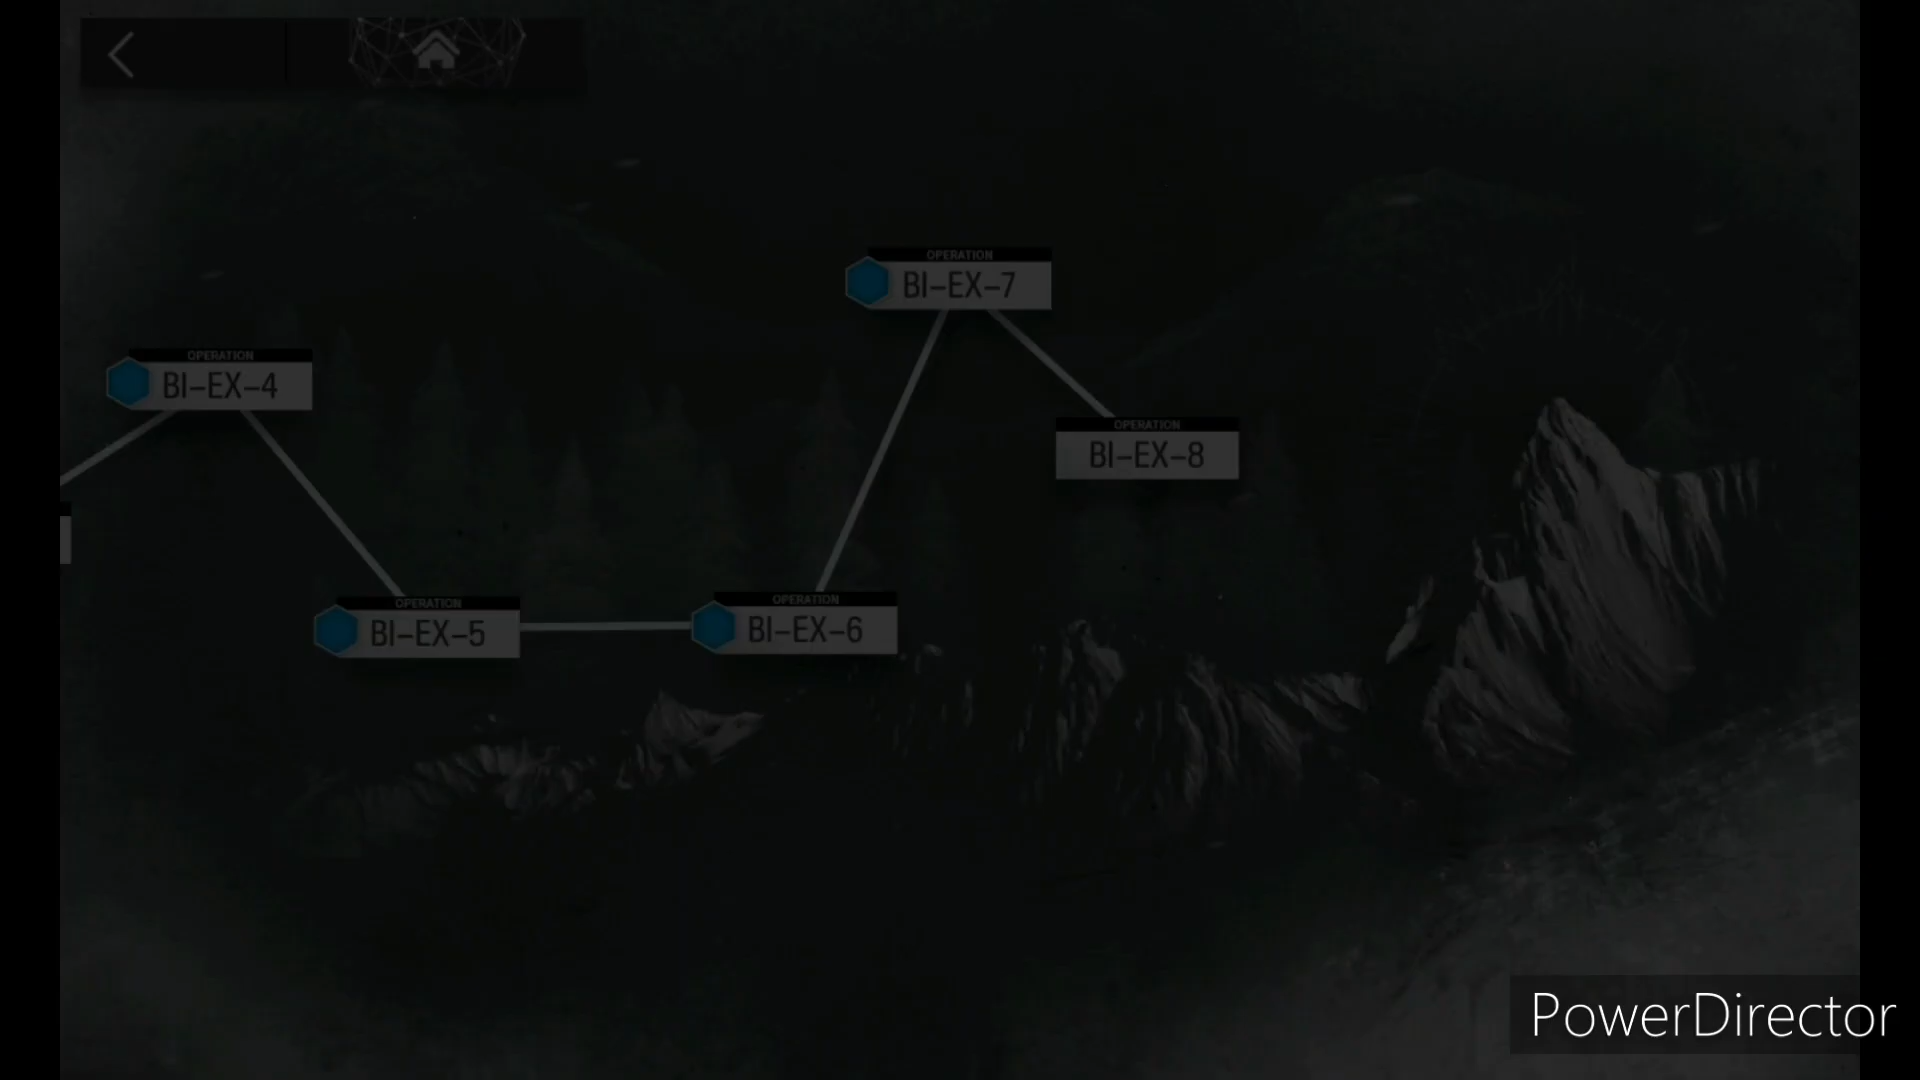 OPERATION
BI-EX-7
OPERATION
BI-EX-4
OPERATION
BI-EX-8
OPERATION
BI-EX-5
OPERATION
BI-EX-6
PowerDirector